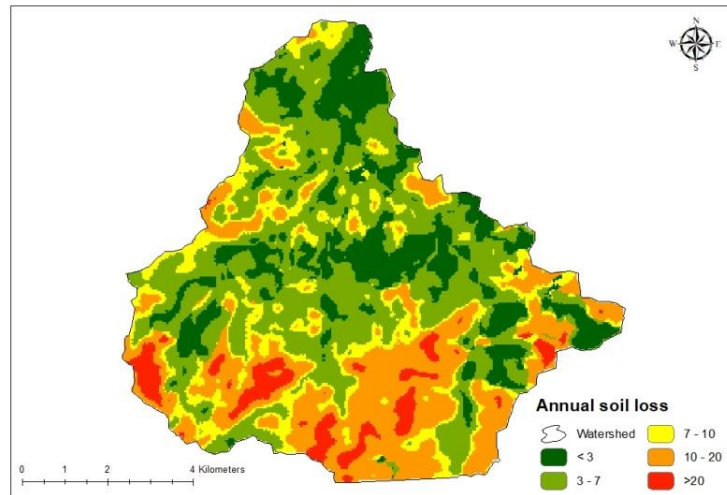 N
W E
S
Annual soil loss
Watershed
< 3
3 - 7
7 - 10
10 - 20
>20
0 1 2 4 Kilometers